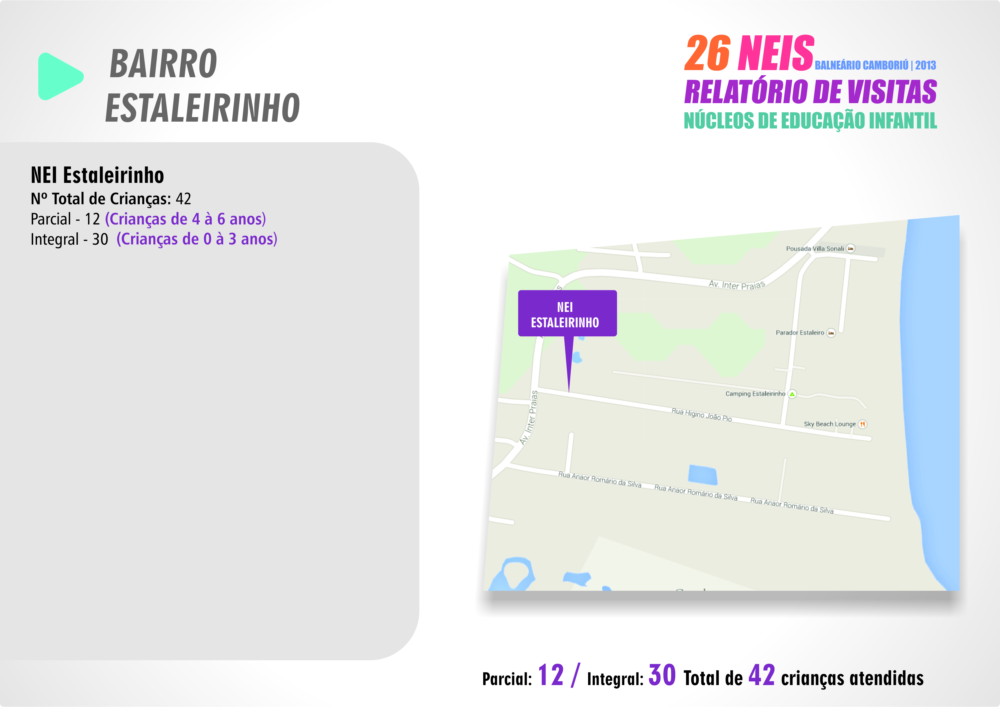 BAIRRO
ESTALEIRINHO
26 NEIS BALNEÁRIO CAMBORIÚ | 2013
RELATÓRIO DE VISITAS
NÚCLEOS DE EDUCAÇÃO INFANTIL
NEI Estaleirinho
Nº Total de Crianças: 42
Parcial - 12 (Crianças de 4 à 6 anos)
Integral - 30 (Crianças de 0 à 3 anos)
Pousada Villa Sonali
Av. Inter Praias
NEI
ESTALEIRINHO
Parador Estaleiro
Camping Estaleirinho
Av. Inter Praias
Rua Higino João Pio
Sky Beach Lounge
Rua Anaor Romário da Silva
Rua Anaor Romário da Silva
Rua Anaor Romário da Silva
Parcial: 12 / Integral: 30 Total de 42 crianças atendidas